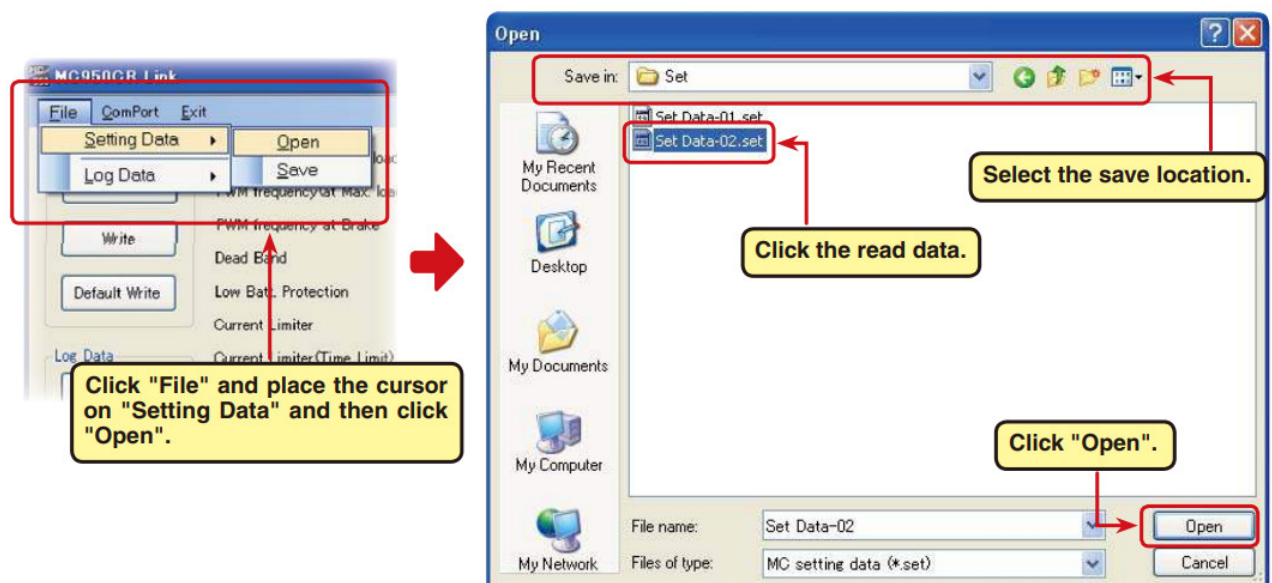 MC950CR Link
File ComPort Exit
Setting Data
Open
Log Data
Save
PWM frequency at Max. loa
PWM frequency at Brake
Write
Dead Band
Default Write
Low Batt. Protection
Current Limiter
Log Data
Current Limiter(Time Limit)
Click "File" and place the cursor
on "Setting Data" and then click
"Open".
Open
Save in:
Set
Set Data-01.set
Set Data-02.set
My Recent
Documents
Desktop
My Documents
My Computer
My Network
Select the save location.
Click the read data.
Click "Open".
File name:
Set Data-02
Open
Files of type:
MC setting data (*.set)
Cancel